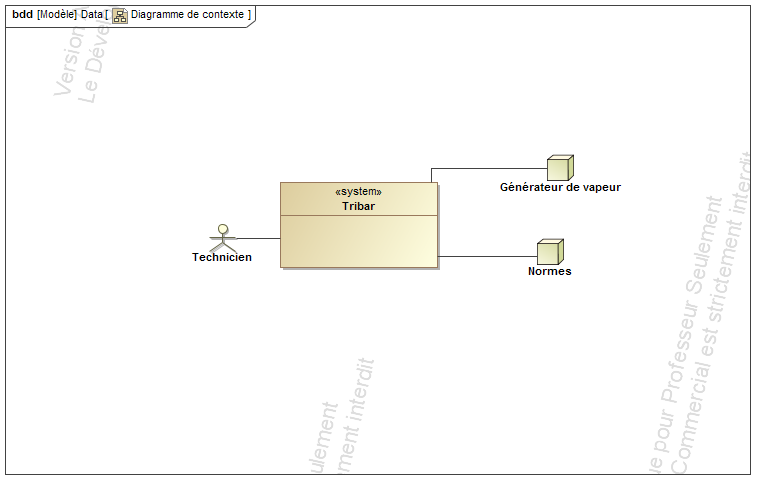 bdd [Modèle] Data [ Diagramme de contexte ]
Version
Le Dével
«system»
Tribar
Générateur de vapeur
Technicien
Normes
ue pour Professeur Seulement
Commercial est strictement interdit
ulement
ment interdit